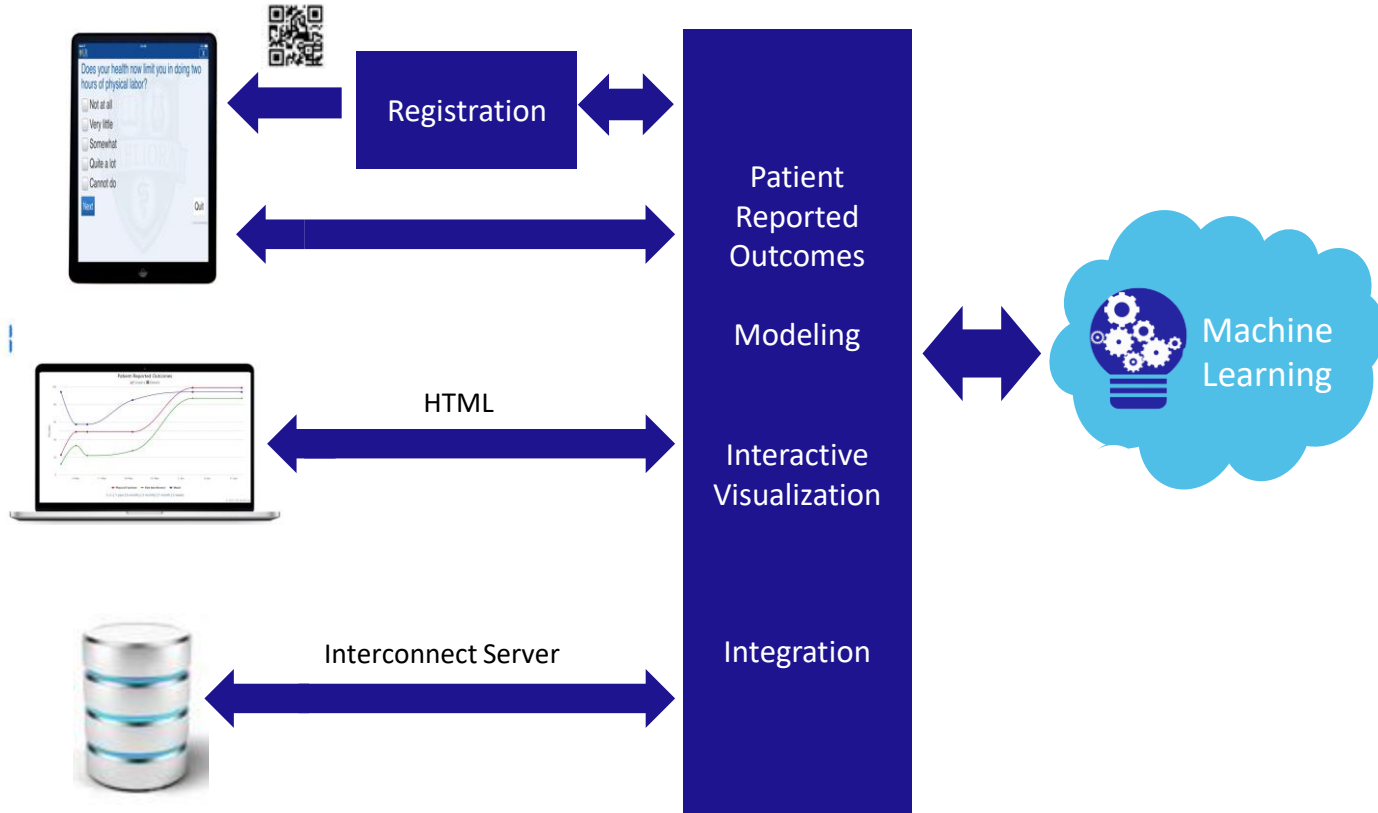 Does your health now limit you in doing two
hours of physical labor?
Not at all
Very little
Somewhat
Quite a lot
Cannot do
Next
Quit
Registration
Patient
Reported
Outcomes
Modeling
Interactive
Visualization
Integration
Machine
Learning
Patient Reported Outcomes
HTML
Interconnect Server